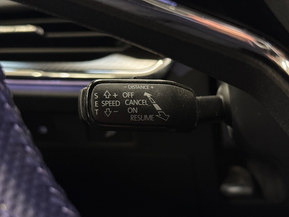 - DISTANCE +
S ⇧+ OFF
E SPEED CANCEL
T ⇩- ON
RESUME